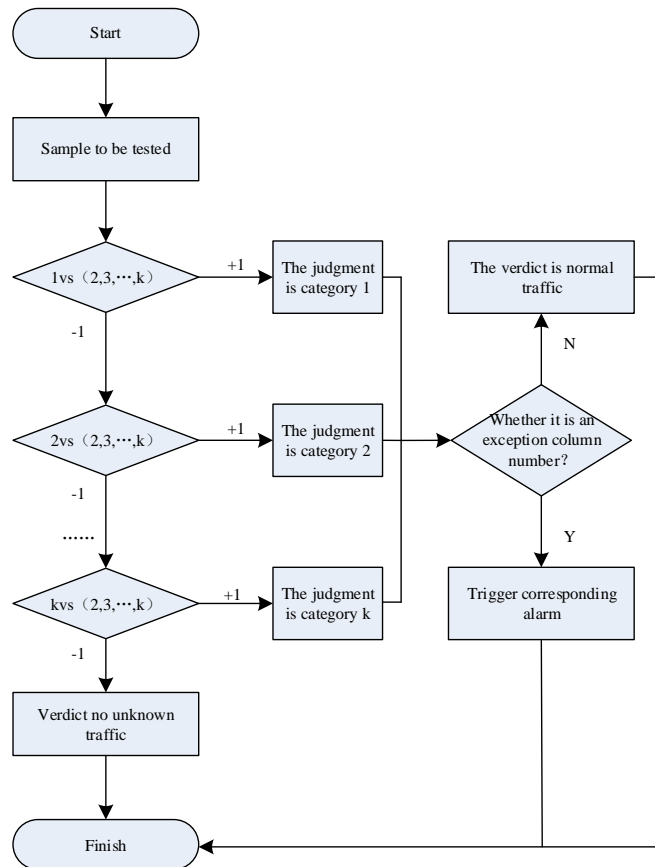 Start
Sample to be tested
1vs（2,3,⋯,k）
+1
The judgment
is category 1
The verdict is normal
traffic
-1
N
2vs（2,3,⋯,k）
+1
The judgment
is category 2
Whether it is an
exception column
number？
-1
......
Y
kvs（2,3,⋯,k）
+1
The judgment
is category k
Trigger corresponding
alarm
-1
Verdict no unknown
traffic
Finish